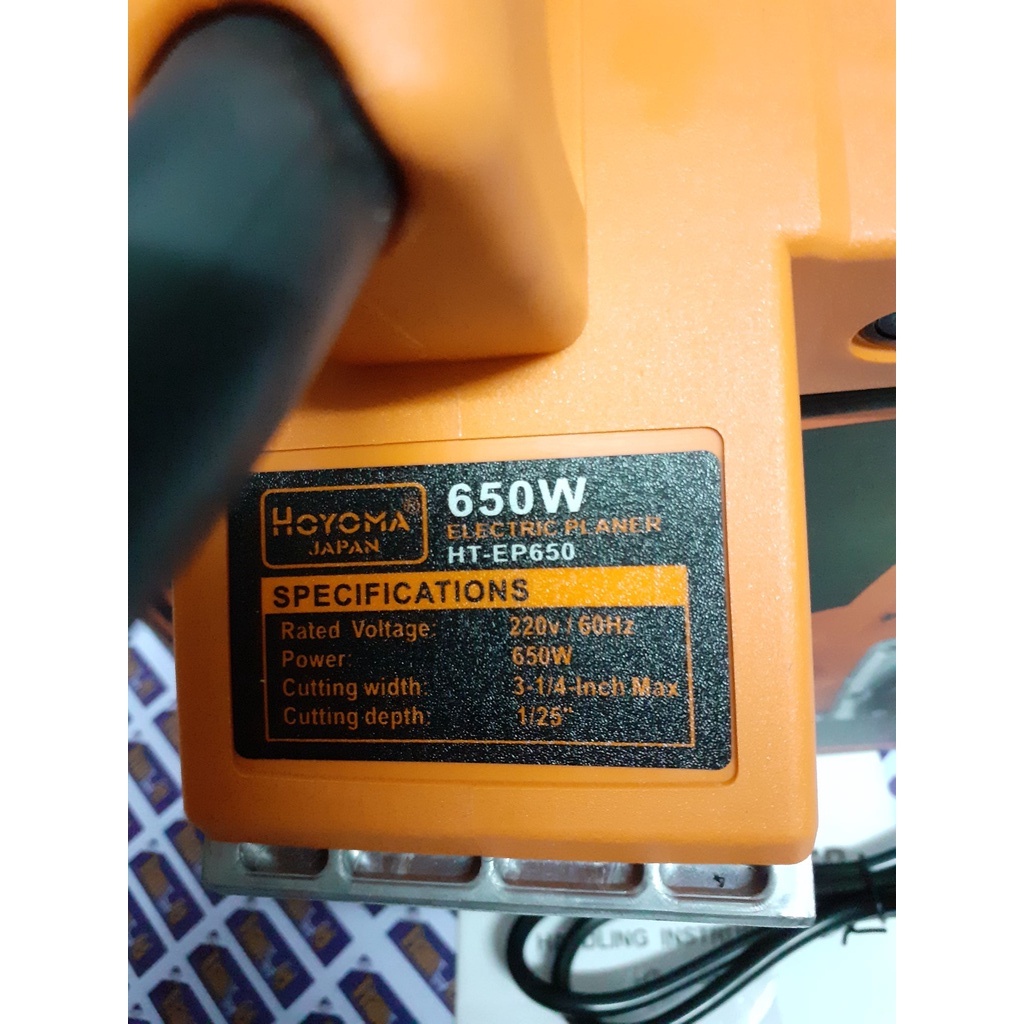 650W
HOYOMA®
JAPAN
ELECTRIC PLANER
HT-EP650
SPECIFICATIONS
Rated Voltage: 220v / 60Hz
Power: 650W
Cutting width: 3-1/4-Inch Max
Cutting depth: 1/25"